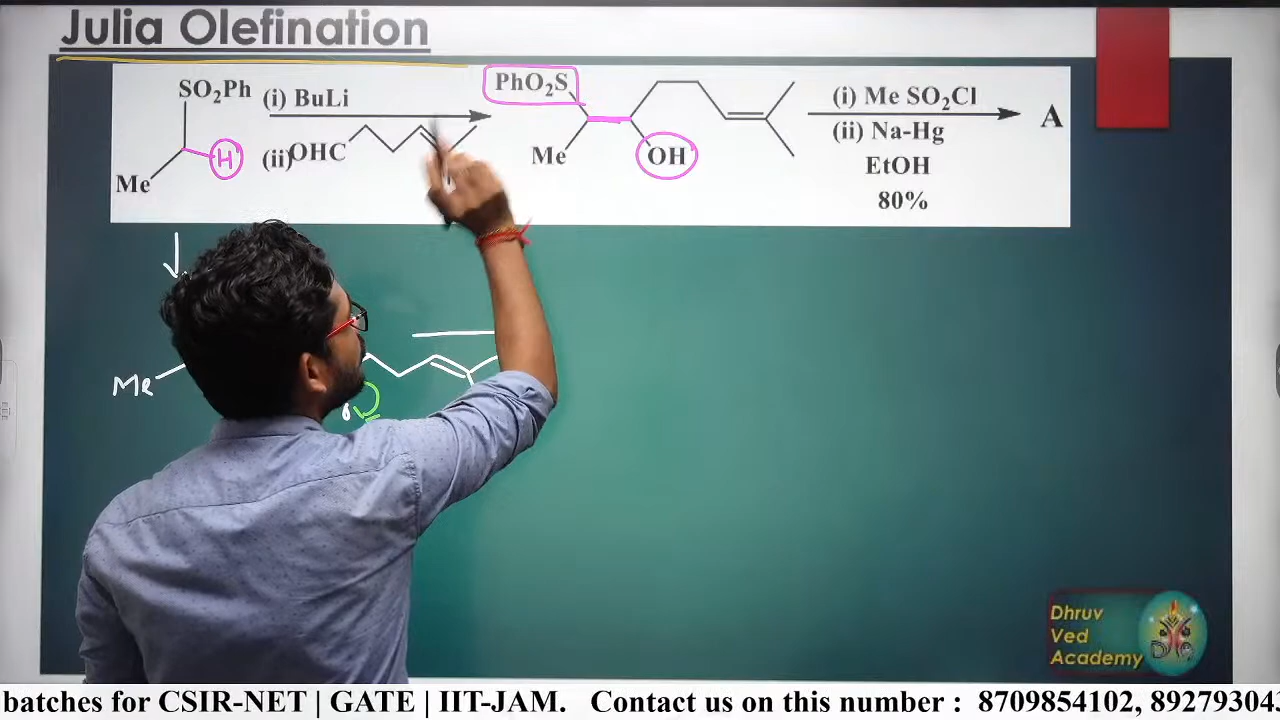 Julia Olefination
SO₂Ph
(i) BuLi
(ii) OHC
H
Me
PhO₂S
Me
OH
(i) Me SO₂Cl
(ii) Na-Hg
EtOH
80%
A
Me
Dhruv
Ved
Academy
batches for CSIR-NET | GATE | IIT-JAM. Contact us on this number : 8709854102,